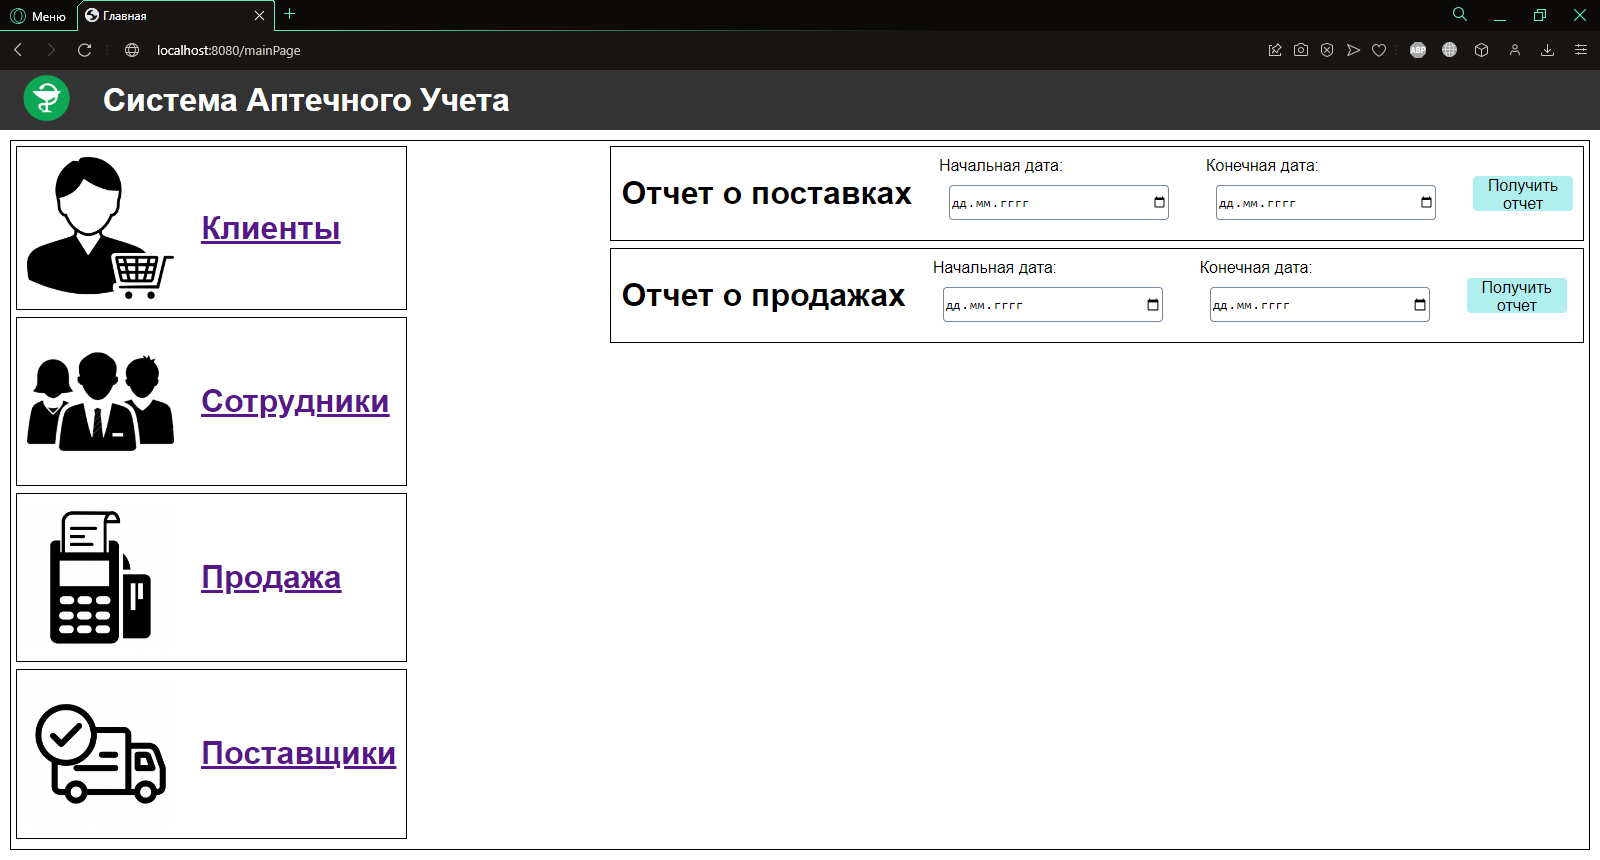 Меню
Главная
localhost:8080/mainPage
ABP
Система Аптечного Учета
Клиенты
Сотрудники
Продажа
Поставщики
Отчет о поставках
Начальная дата:
дд.мм.гггг
Конечная дата:
дд.мм.гггг
Получить
отчет
Отчет о продажах
Начальная дата:
дд.мм.гггг
Конечная дата:
дд.мм.гггг
Получить
отчет